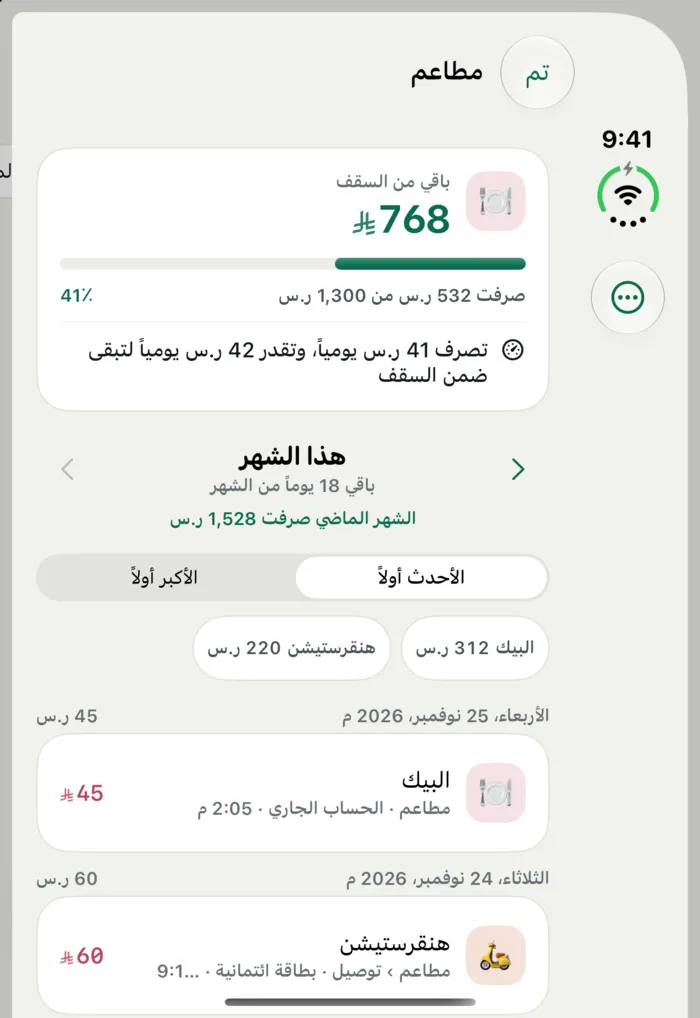 تم
مطاعم
9:41
باقي من السقف
768
صرفت 532 ر.س من 1,300 ر.س
41٪
تصرف 41 ر.س يومياً، وتقدر 42 ر.س يومياً لتبقى
ضمن السقف
هذا الشهر
باقي 18 يوماً من الشهر
الشهر الماضي صرفت 1,528 ر.س
الأحدث أولاً
الأكبر أولاً
البيك 312 ر.س
هنقرستيشن 220 ر.س
الأربعاء، 25 نوفمبر، 2026 م
45 ر.س
البيك
مطاعم · الحساب الجاري · 2:05 م
45
الثلاثاء، 24 نوفمبر، 2026 م
60 ر.س
هنقرستيشن
مطاعم › توصيل · بطاقة ائتمانية · 9:1...
60